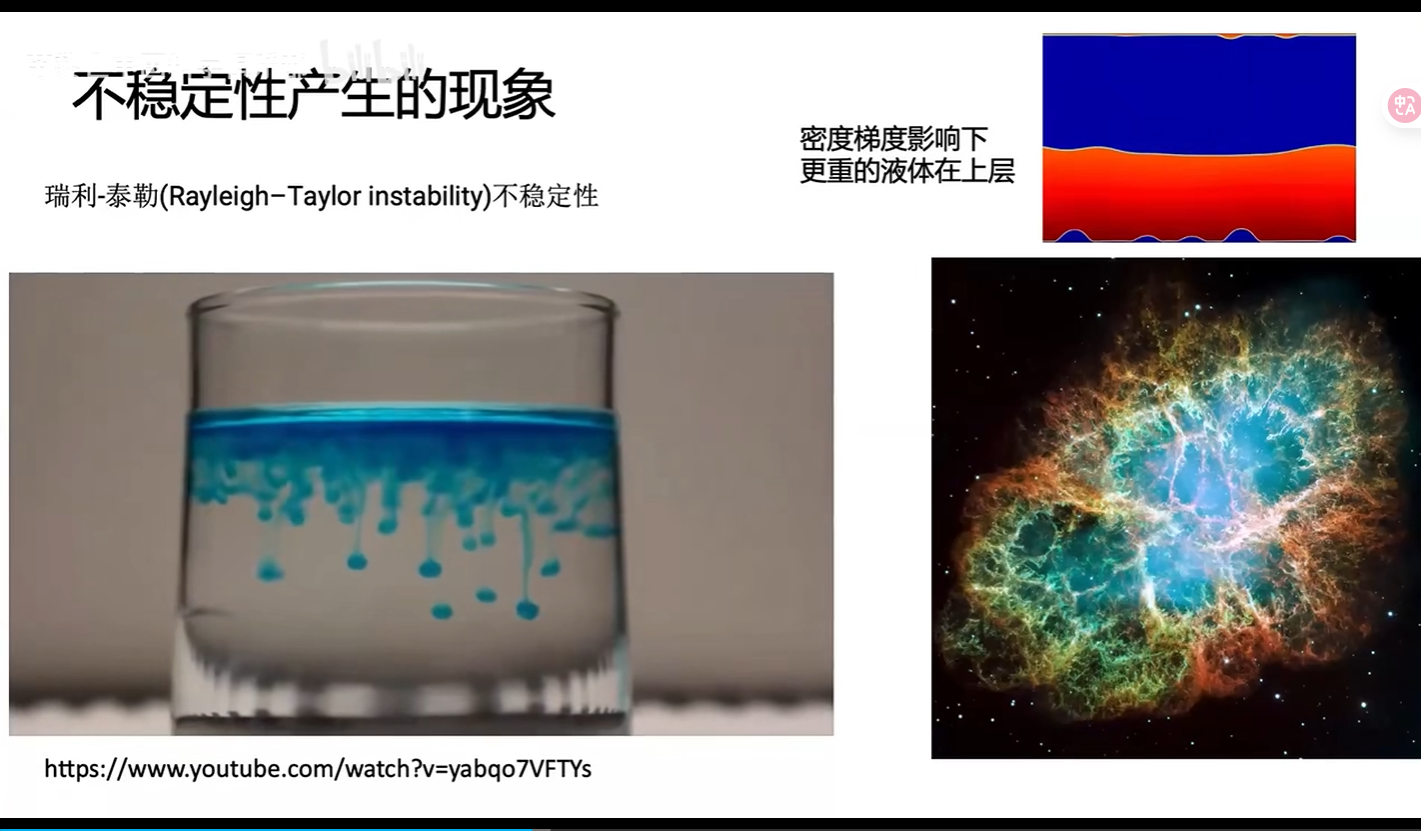 不稳定性产生的现象
密度梯度影响下
更重的液体在上层
瑞利-泰勒(Rayleigh–Taylor instability)不稳定性
https://www.youtube.com/watch?v=yabqo7VFTYs
bilibili
中
A